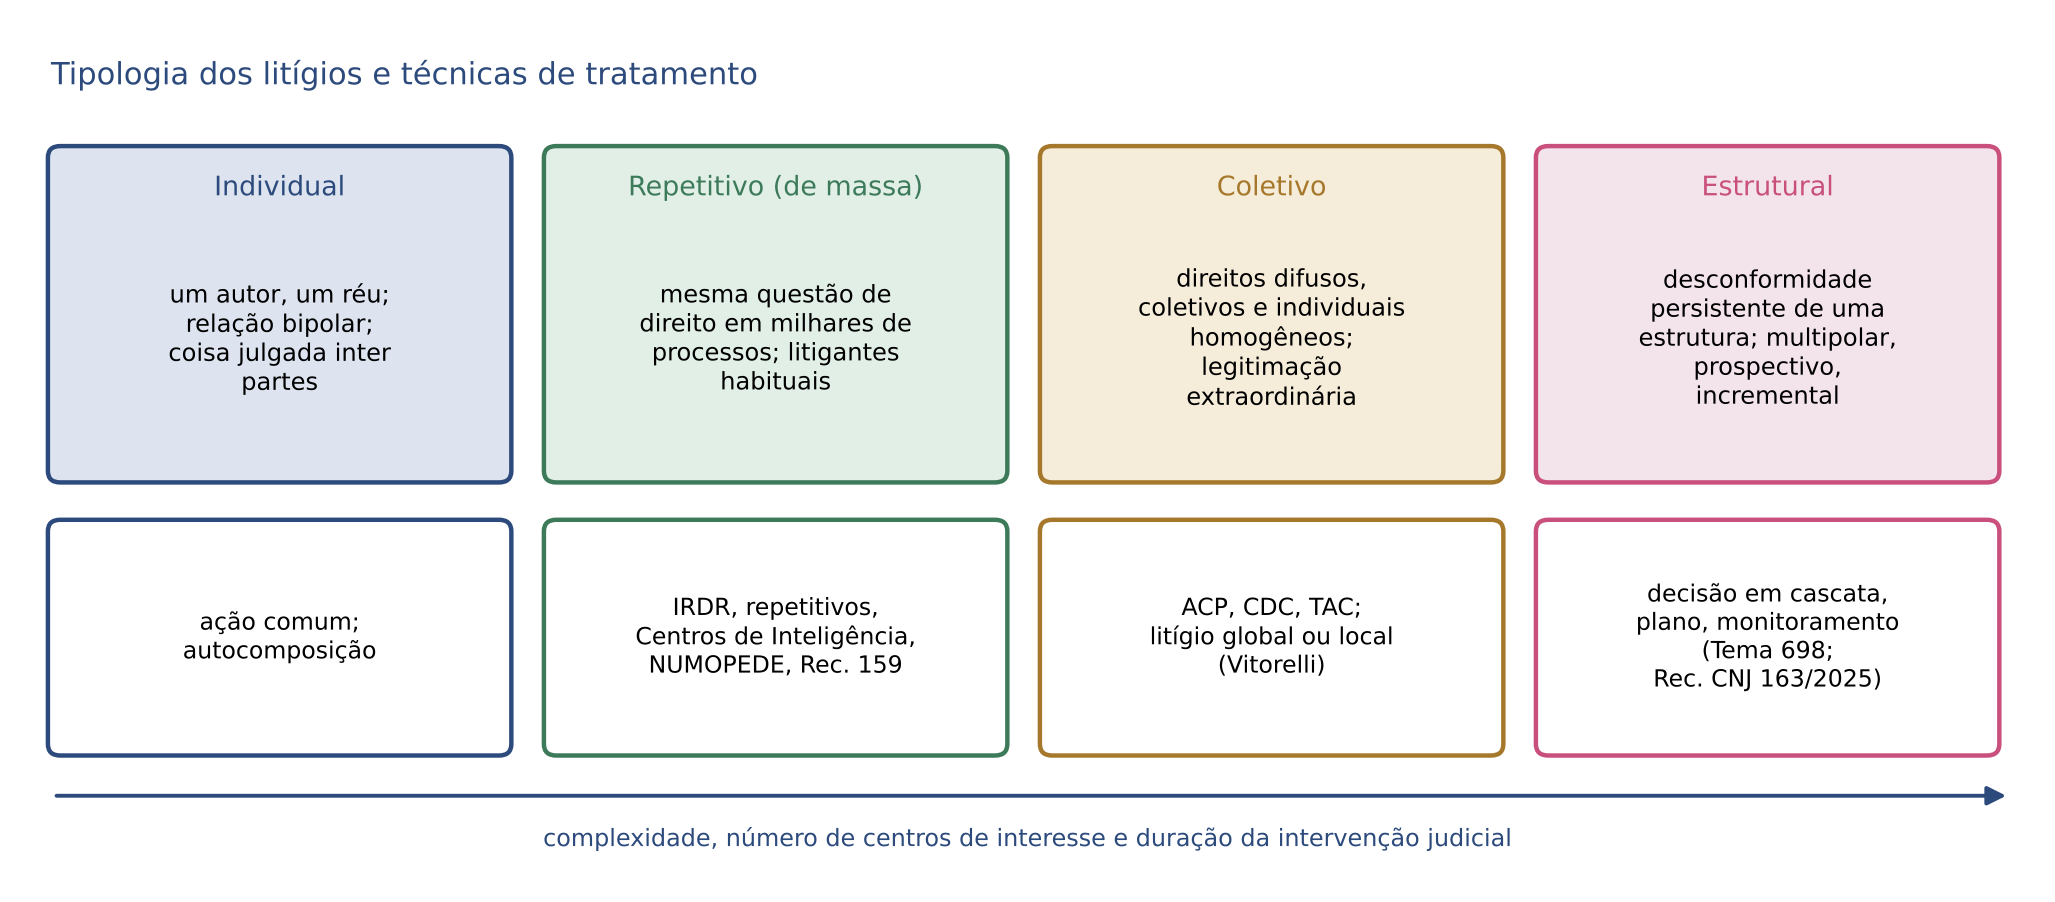 Tipologia dos litígios e técnicas de tratamento
Individual
um autor, um réu;
relação bipolar;
coisa julgada inter
partes
Repetitivo (de massa)
mesma questão de
direito em milhares de
processos; litigantes
habituais
Coletivo
direitos difusos,
coletivos e individuais
homogêneos;
legitimação
extraordinária
Estrutural
desconformidade
persistente de uma
estrutura; multipolar,
prospectivo,
incremental
ação comum;
autocomposição
IRDR, repetitivos,
Centros de Inteligência,
NUMOPEDE, Rec. 159
ACP, CDC, TAC;
litígio global ou local
(Vitorelli)
decisão em cascata,
plano, monitoramento
(Tema 698;
Rec. CNJ 163/2025)
complexidade, número de centros de interesse e duração da intervenção judicial